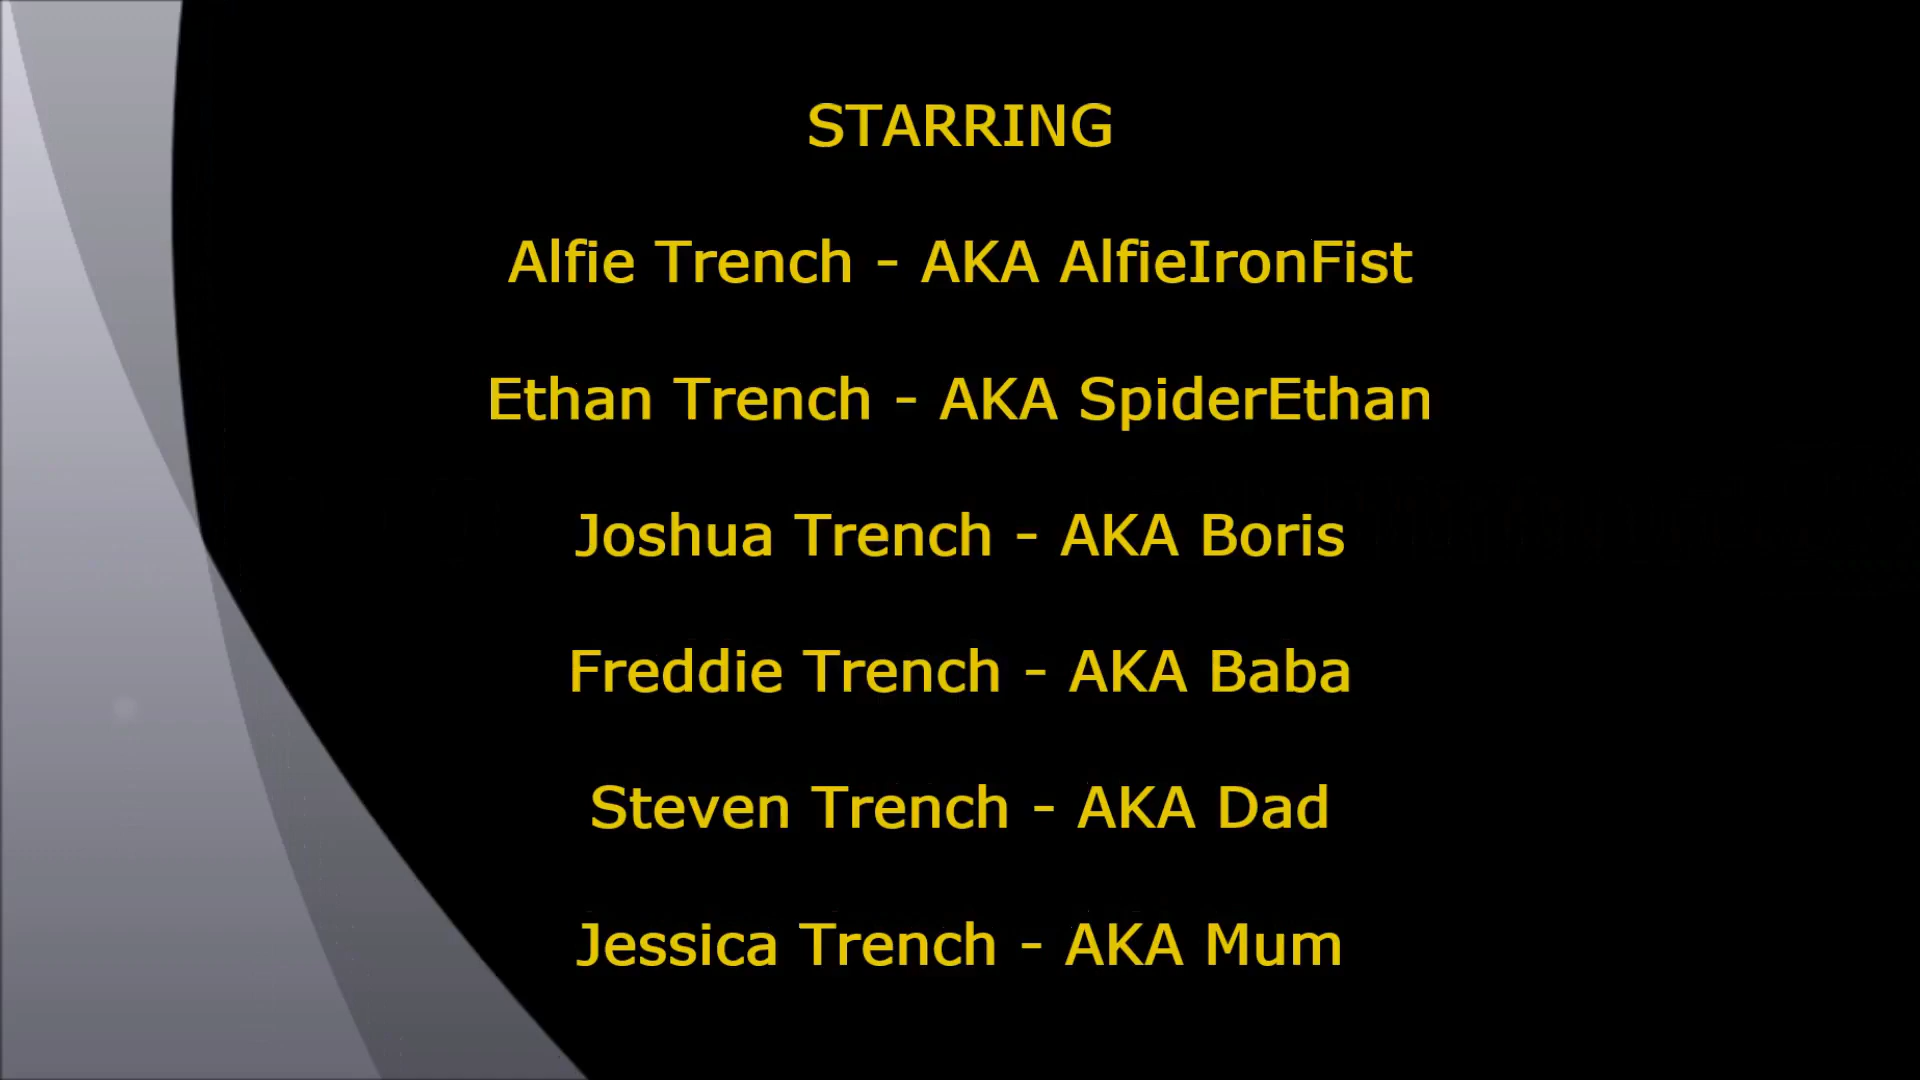 STARRING
Alfie Trench - AKA AlfieIronFist
Ethan Trench - AKA SpiderEthan
Joshua Trench - AKA Boris
Freddie Trench - AKA Baba
Steven Trench - AKA Dad
Jessica Trench - AKA Mum